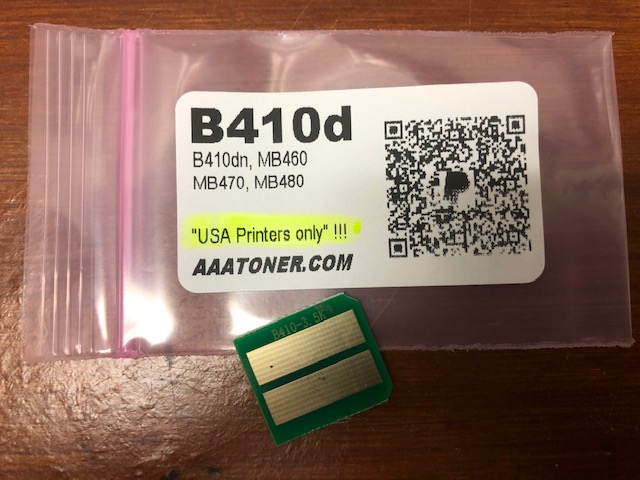 B410d
B410dn, MB460
MB470, MB480
"USA Printers only" !!!
AAATONER.COM
B410-3.5K